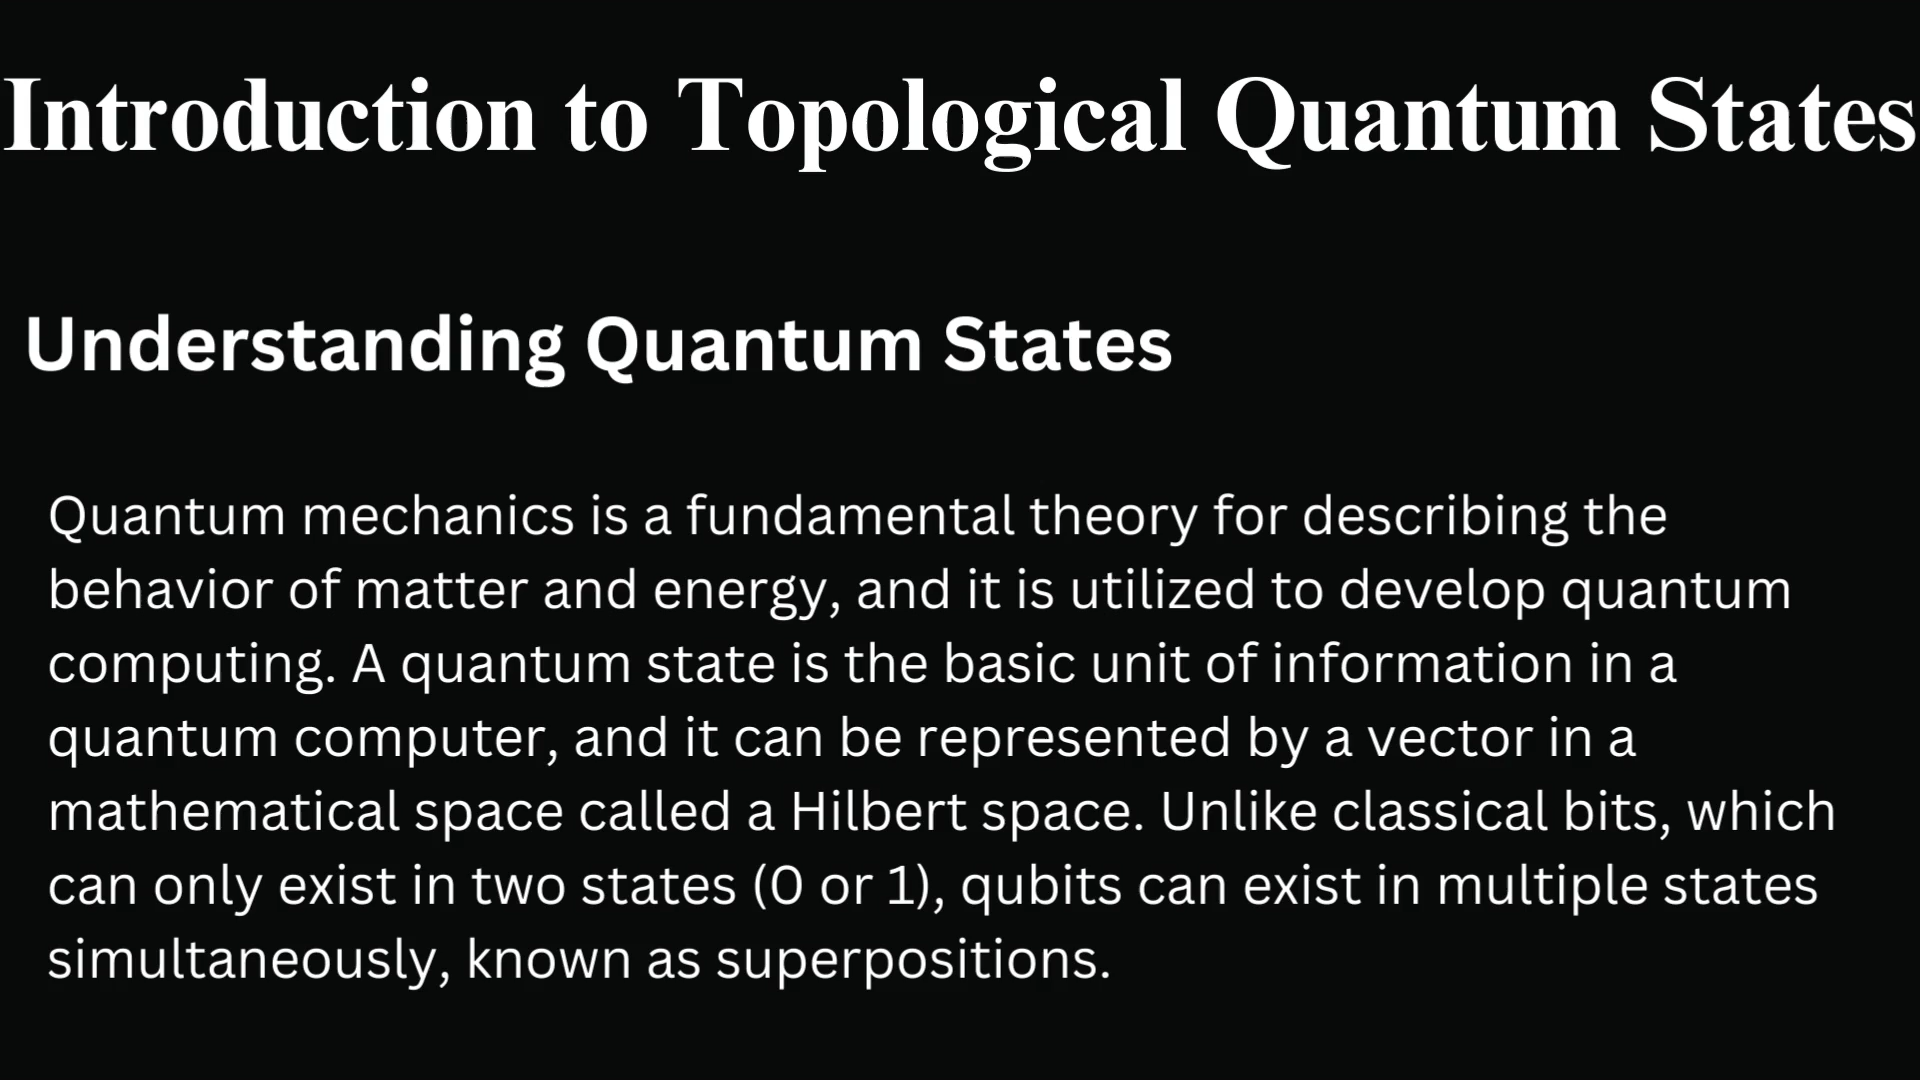 Introduction to Topological Quantum States
Understanding Quantum States
Quantum mechanics is a fundamental theory for describing the
behavior of matter and energy, and it is utilized to develop quantum
computing. A quantum state is the basic unit of information in a
quantum computer, and it can be represented by a vector in a
mathematical space called a Hilbert space. Unlike classical bits, which
can only exist in two states (0 or 1), qubits can exist in multiple states
simultaneously, known as superpositions.